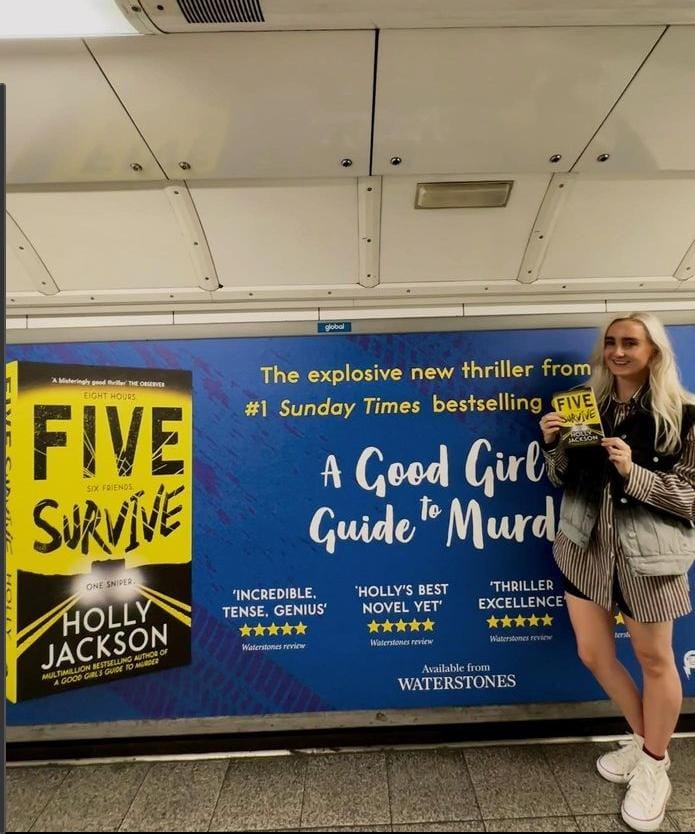 global
'A blisteringly good thriller' THE OBSERVER
EIGHT HOURS.
FIVE
SIX FRIENDS.
SURVIVE
ONE SNIPER.
HOLLY
JACKSON
MULTIMILLION BESTSELLING AUTHOR OF
A GOOD GIRL'S GUIDE TO MURDER
FIVE SURVIVE HOLLY
The explosive new thriller from
#1 Sunday Times bestselling
A Good Girl
Guide to Murd
'INCREDIBLE,
TENSE, GENIUS'
Waterstones review
'HOLLY'S BEST
NOVEL YET'
Waterstones review
'THRILLER
EXCELLENCE'
Waterstones review
Available from
WATERSTONES
FIVE
SURVIVE
HOLLY
JACKSON